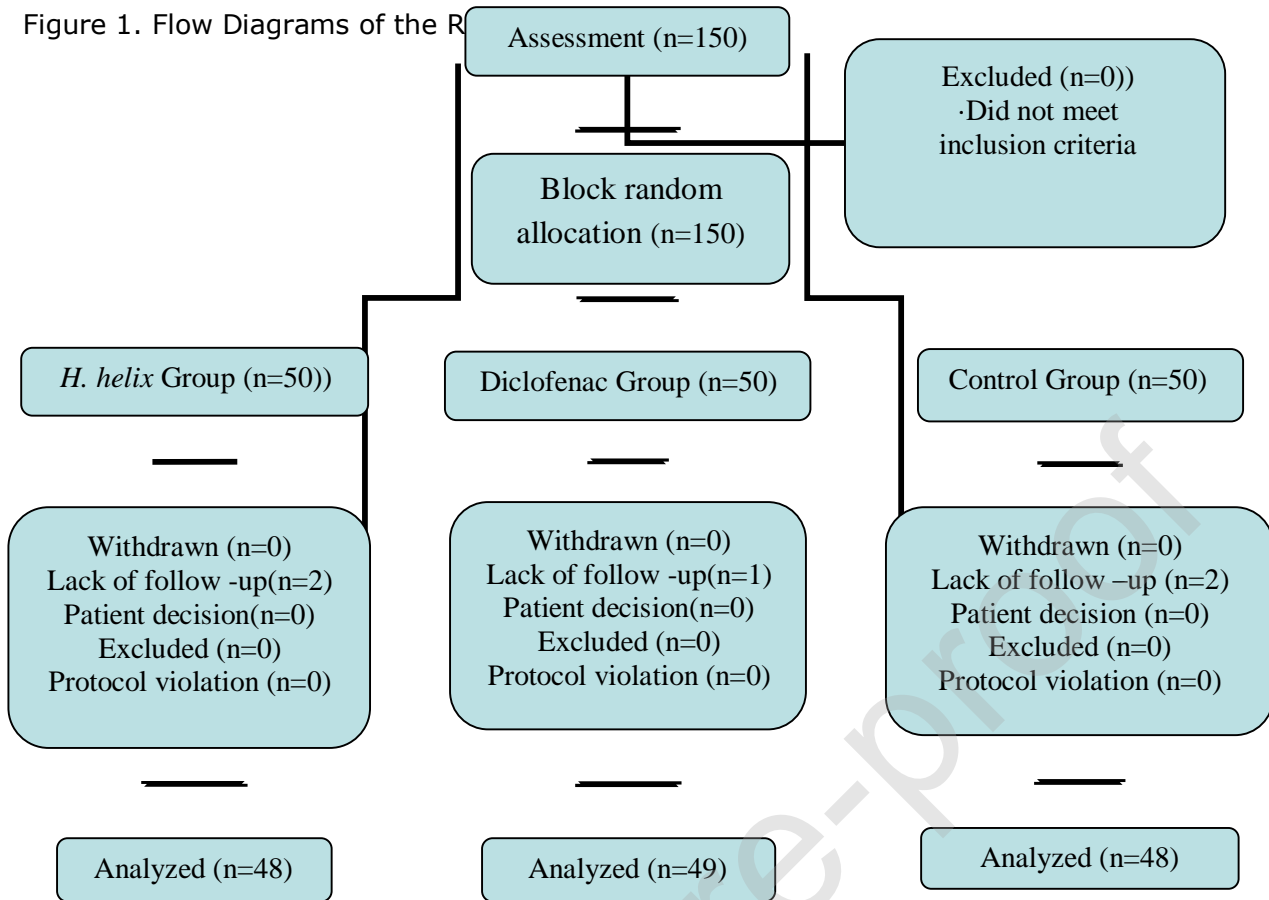 Figure 1. Flow Diagrams of the R
Assessment (n=150)
Excluded (n=0))
·Did not meet
inclusion criteria
Block random
allocation (n=150)
H. helix Group (n=50))
Diclofenac Group (n=50)
Control Group (n=50)
Withdrawn (n=0)
Lack of follow -up(n=2)
Patient decision(n=0)
Excluded (n=0)
Protocol violation (n=0)
Withdrawn (n=0)
Lack of follow -up(n=1)
Patient decision(n=0)
Excluded (n=0)
Protocol violation (n=0)
Withdrawn (n=0)
Lack of follow –up (n=2)
Patient decision (n=0)
Excluded (n=0)
Protocol violation (n=0)
Analyzed (n=48)
Analyzed (n=49)
Analyzed (n=48)
re-proof